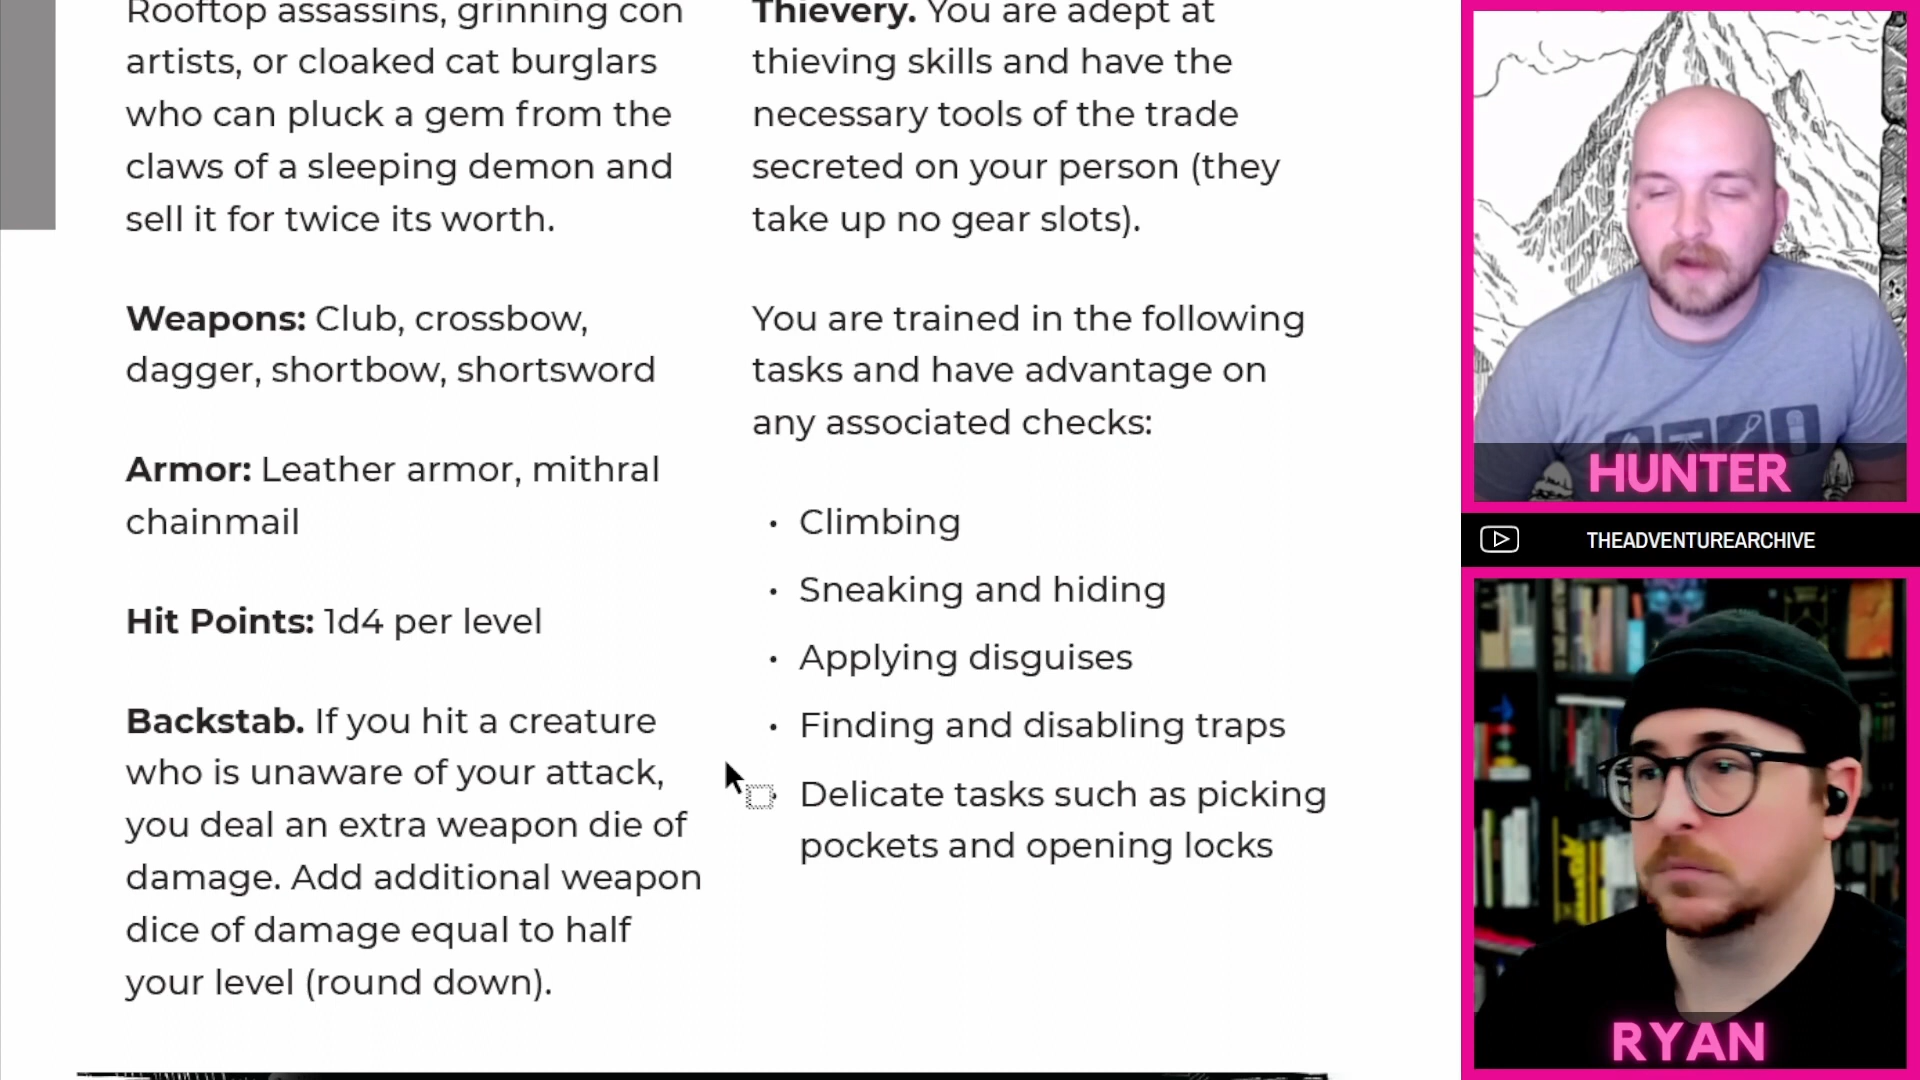 Rooftop assassins, grinning con
artists, or cloaked cat burglars
who can pluck a gem from the
claws of a sleeping demon and
sell it for twice its worth.
Weapons: Club, crossbow,
dagger, shortbow, shortsword
Armor: Leather armor, mithral
chainmail
Hit Points: 1d4 per level
Backstab. If you hit a creature
who is unaware of your attack,
you deal an extra weapon die of
damage. Add additional weapon
dice of damage equal to half
your level (round down).
Thievery. You are adept at
thieving skills and have the
necessary tools of the trade
secreted on your person (they
take up no gear slots).
You are trained in the following
tasks and have advantage on
any associated checks:
• Climbing
• Sneaking and hiding
• Applying disguises
• Finding and disabling traps
• Delicate tasks such as picking
pockets and opening locks
HUNTER
THEADVENTUREARCHIVE
RYAN